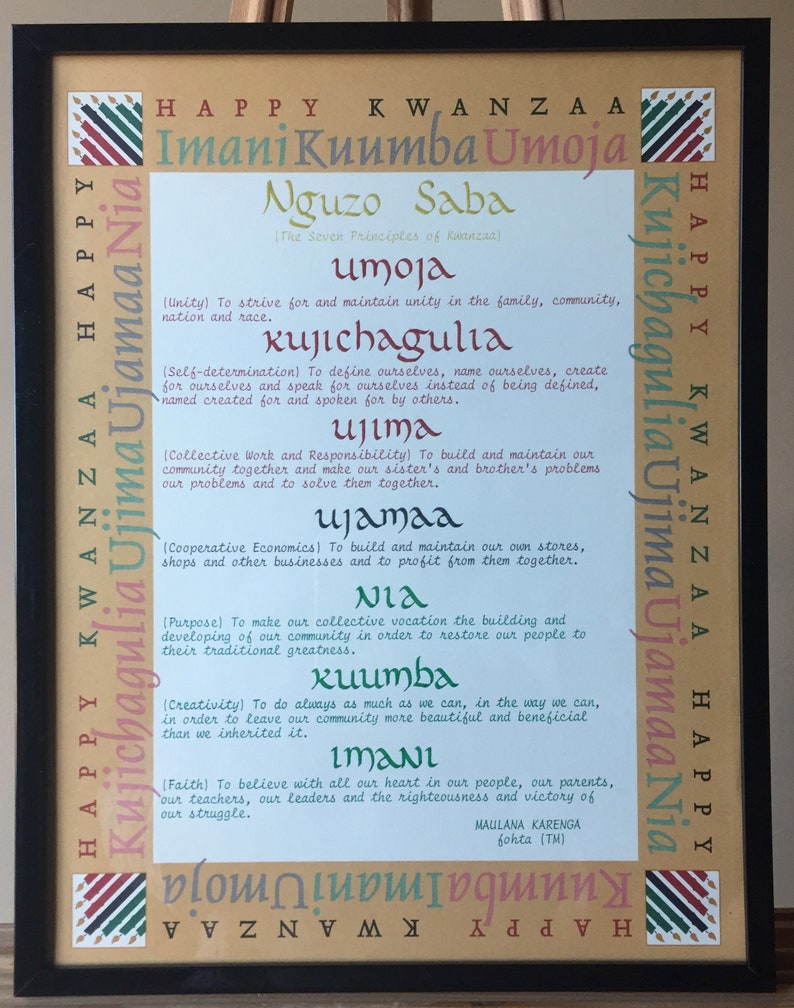 HAPPY KWANZAA
Imani Kuumba Umoja
HAPPY KWANZAA HAPPY
Kujichagulia Ujima Ujamaa Nia
Nguzo Saba
(The Seven Principles of Kwanzaa)
Umoja
(Unity) To strive for and maintain unity in the family, community,
nation and race.
Kujichagulia
(Self-determination) To define ourselves, name ourselves, create
for ourselves and speak for ourselves instead of being defined,
named created for and spoken for by others.
Ujima
(Collective Work and Responsibility) To build and maintain our
community together and make our sister's and brother's problems
our problems and to solve them together.
Ujamaa
(Cooperative Economics) To build and maintain our own stores,
shops and other businesses and to profit from them together.
Nia
(Purpose) To make our collective vocation the building and
developing of our community in order to restore our people to
their traditional greatness.
Kuumba
(Creativity) To do always as much as we can, in the way we can,
in order to leave our community more beautiful and beneficial
than we inherited it.
Imani
(Faith) To believe with all our heart in our people, our parents,
our teachers, our leaders and the righteousness and victory of
our struggle.
MAULANA KARENGA
fohta (TM)
Kujichagulia Ujima Ujamaa Nia
HAPPY KWANZAA HAPPY
Kuumba Imani Umoja
HAPPY KWANZAA